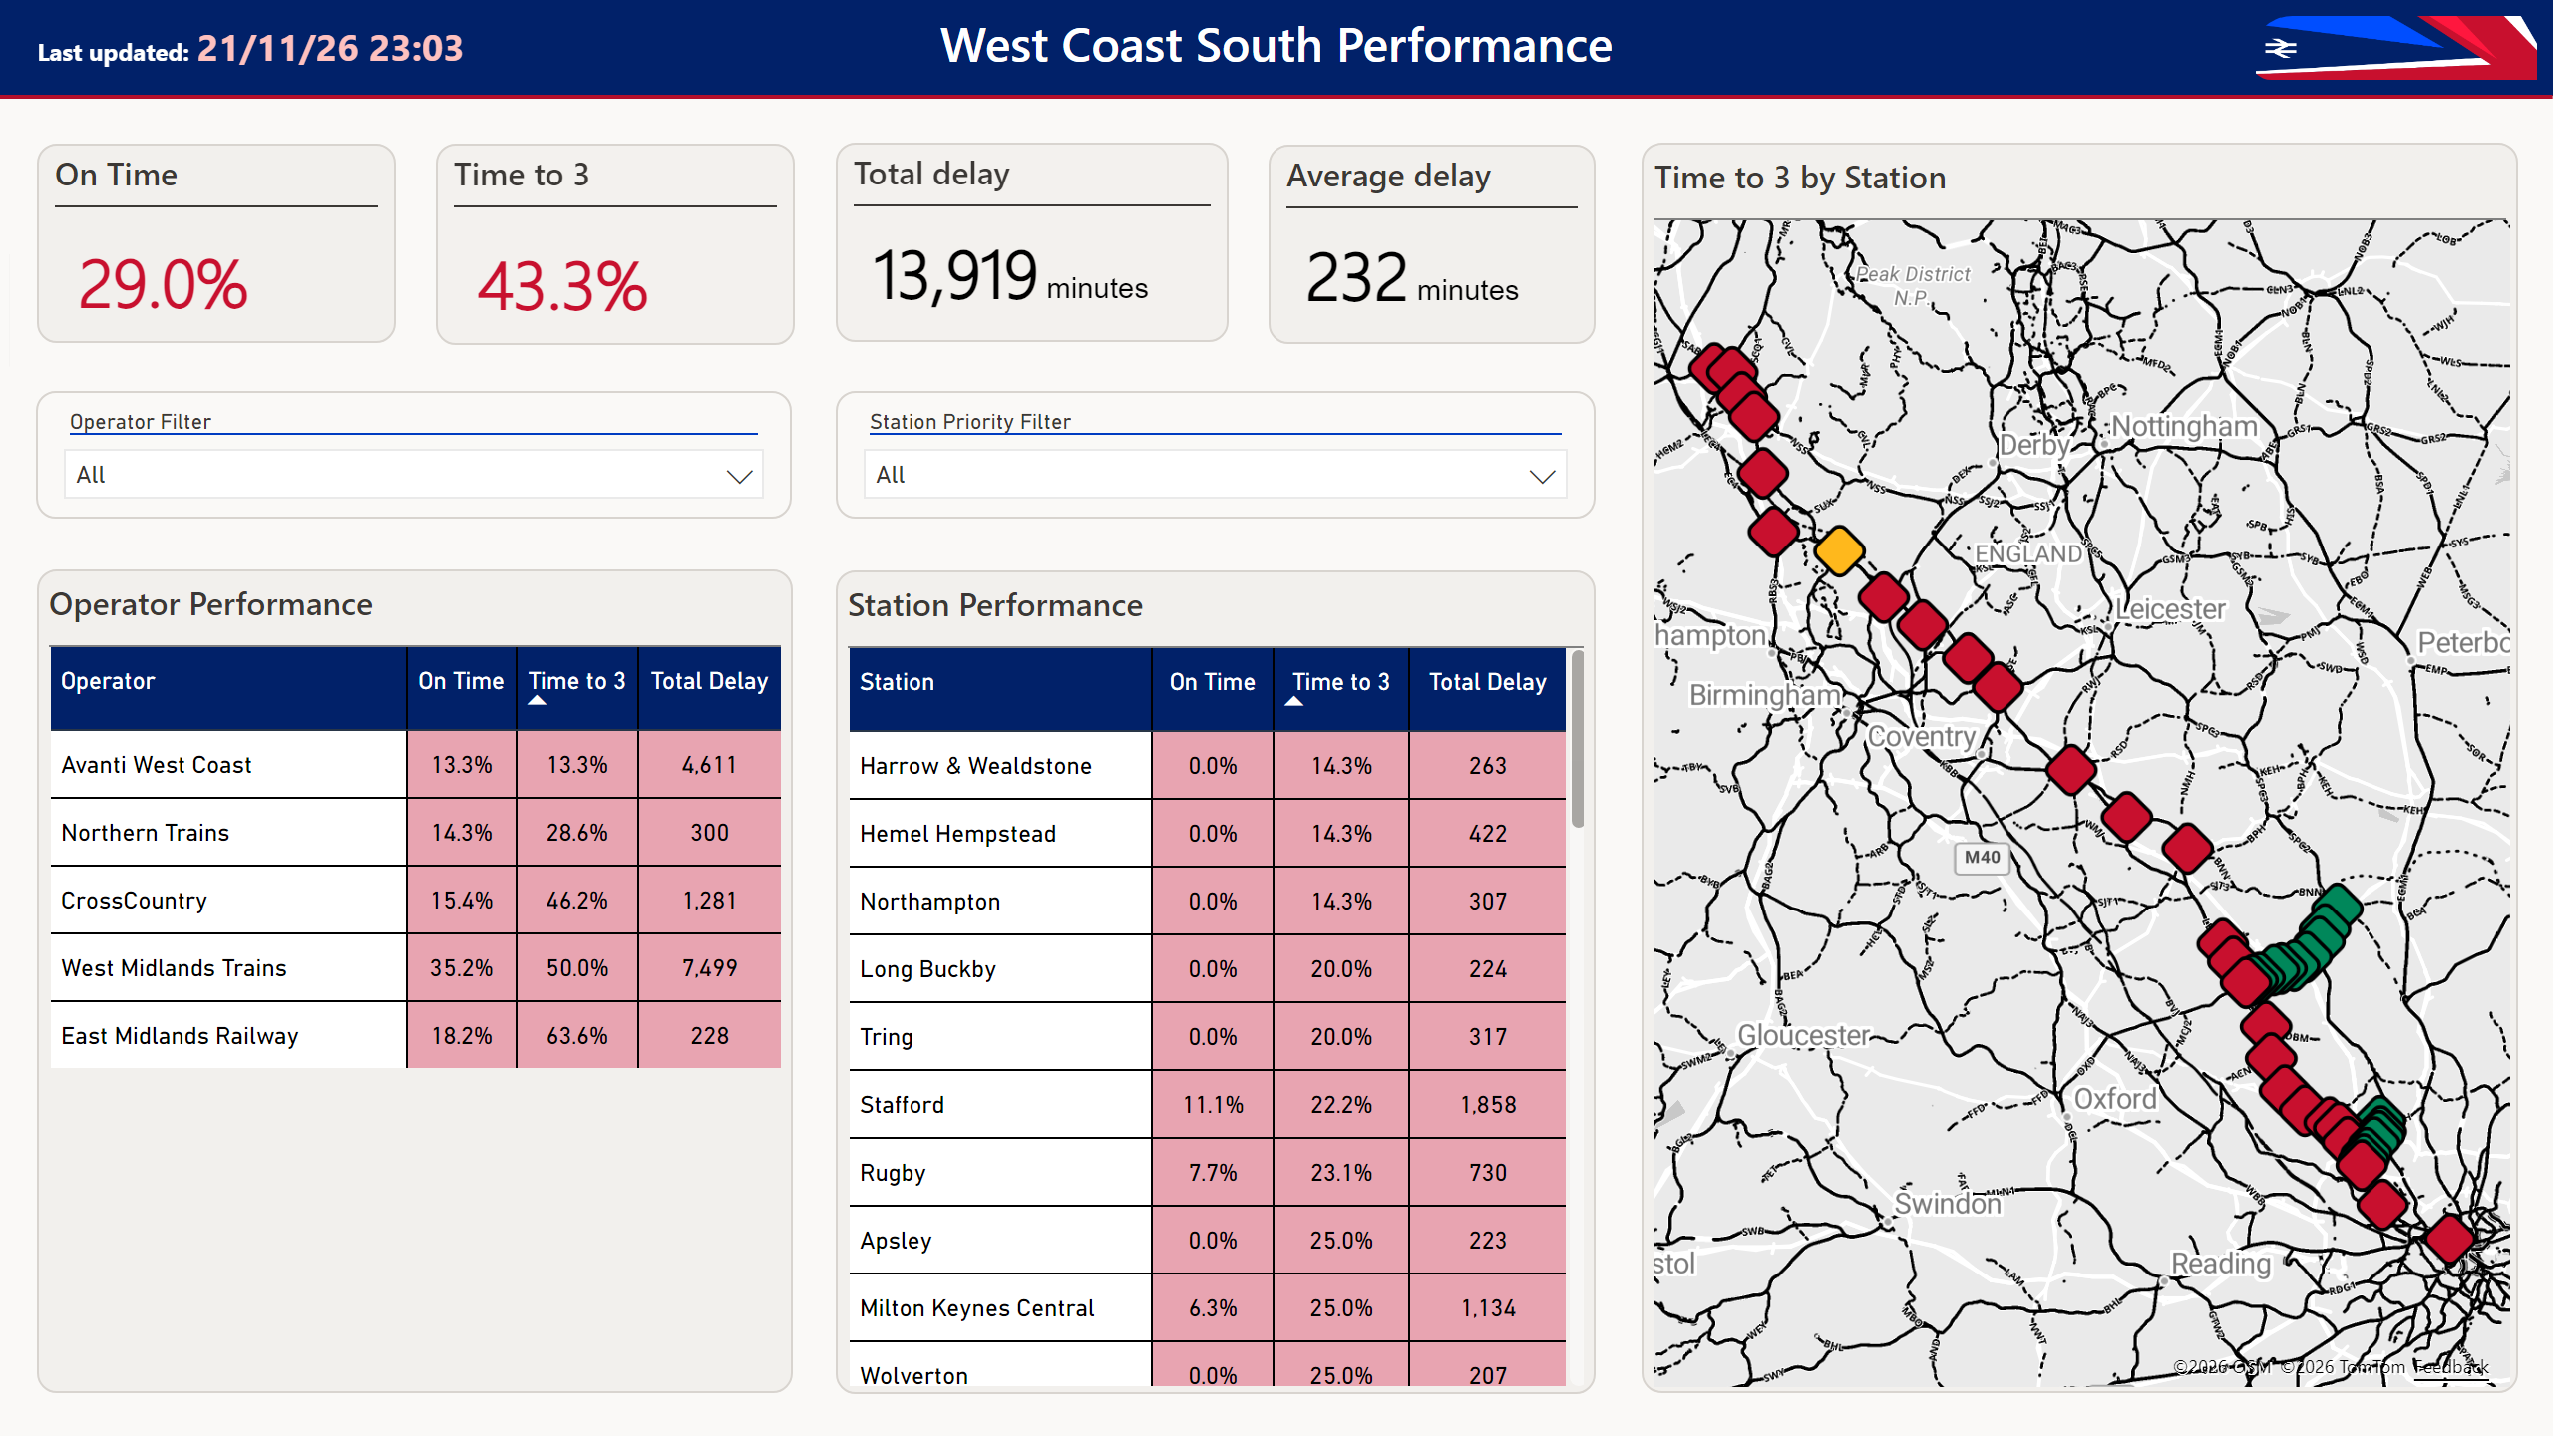 Last updated: 21/11/26 23:03
West Coast South Performance
On Time
29.0%
Time to 3
43.3%
Total delay
13,919 minutes
Average delay
232 minutes
Operator Filter
All
Station Priority Filter
All
Operator Performance
Operator On Time Time to 3 Total Delay
Avanti West Coast 13.3% 13.3% 4,611
Northern Trains 14.3% 28.6% 300
CrossCountry 15.4% 46.2% 1,281
West Midlands Trains 35.2% 50.0% 7,499
East Midlands Railway 18.2% 63.6% 228
Station Performance
Station On Time Time to 3 Total Delay
Harrow & Wealdstone 0.0% 14.3% 263
Hemel Hempstead 0.0% 14.3% 422
Northampton 0.0% 14.3% 307
Long Buckby 0.0% 20.0% 224
Tring 0.0% 20.0% 317
Stafford 11.1% 22.2% 1,858
Rugby 7.7% 23.1% 730
Apsley 0.0% 25.0% 223
Milton Keynes Central 6.3% 25.0% 1,134
Wolverton 0.0% 25.0% 207
Time to 3 by Station
Peak District
N.P.
Nottingham
Derby
ENGLAND
Leicester
hampton
Peterbo
Birmingham
Coventry
M40
Gloucester
Oxford
Swindon
stol
Reading
©2026 OSM ©2026 TomTom Feedback